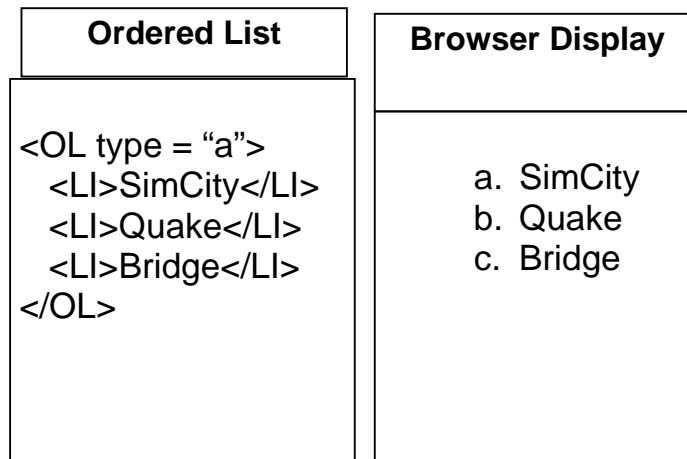 Ordered List
<OL type = “a”>
<LI>SimCity</LI>
<LI>Quake</LI>
<LI>Bridge</LI>
</OL>
Browser Display
a. SimCity
b. Quake
c. Bridge